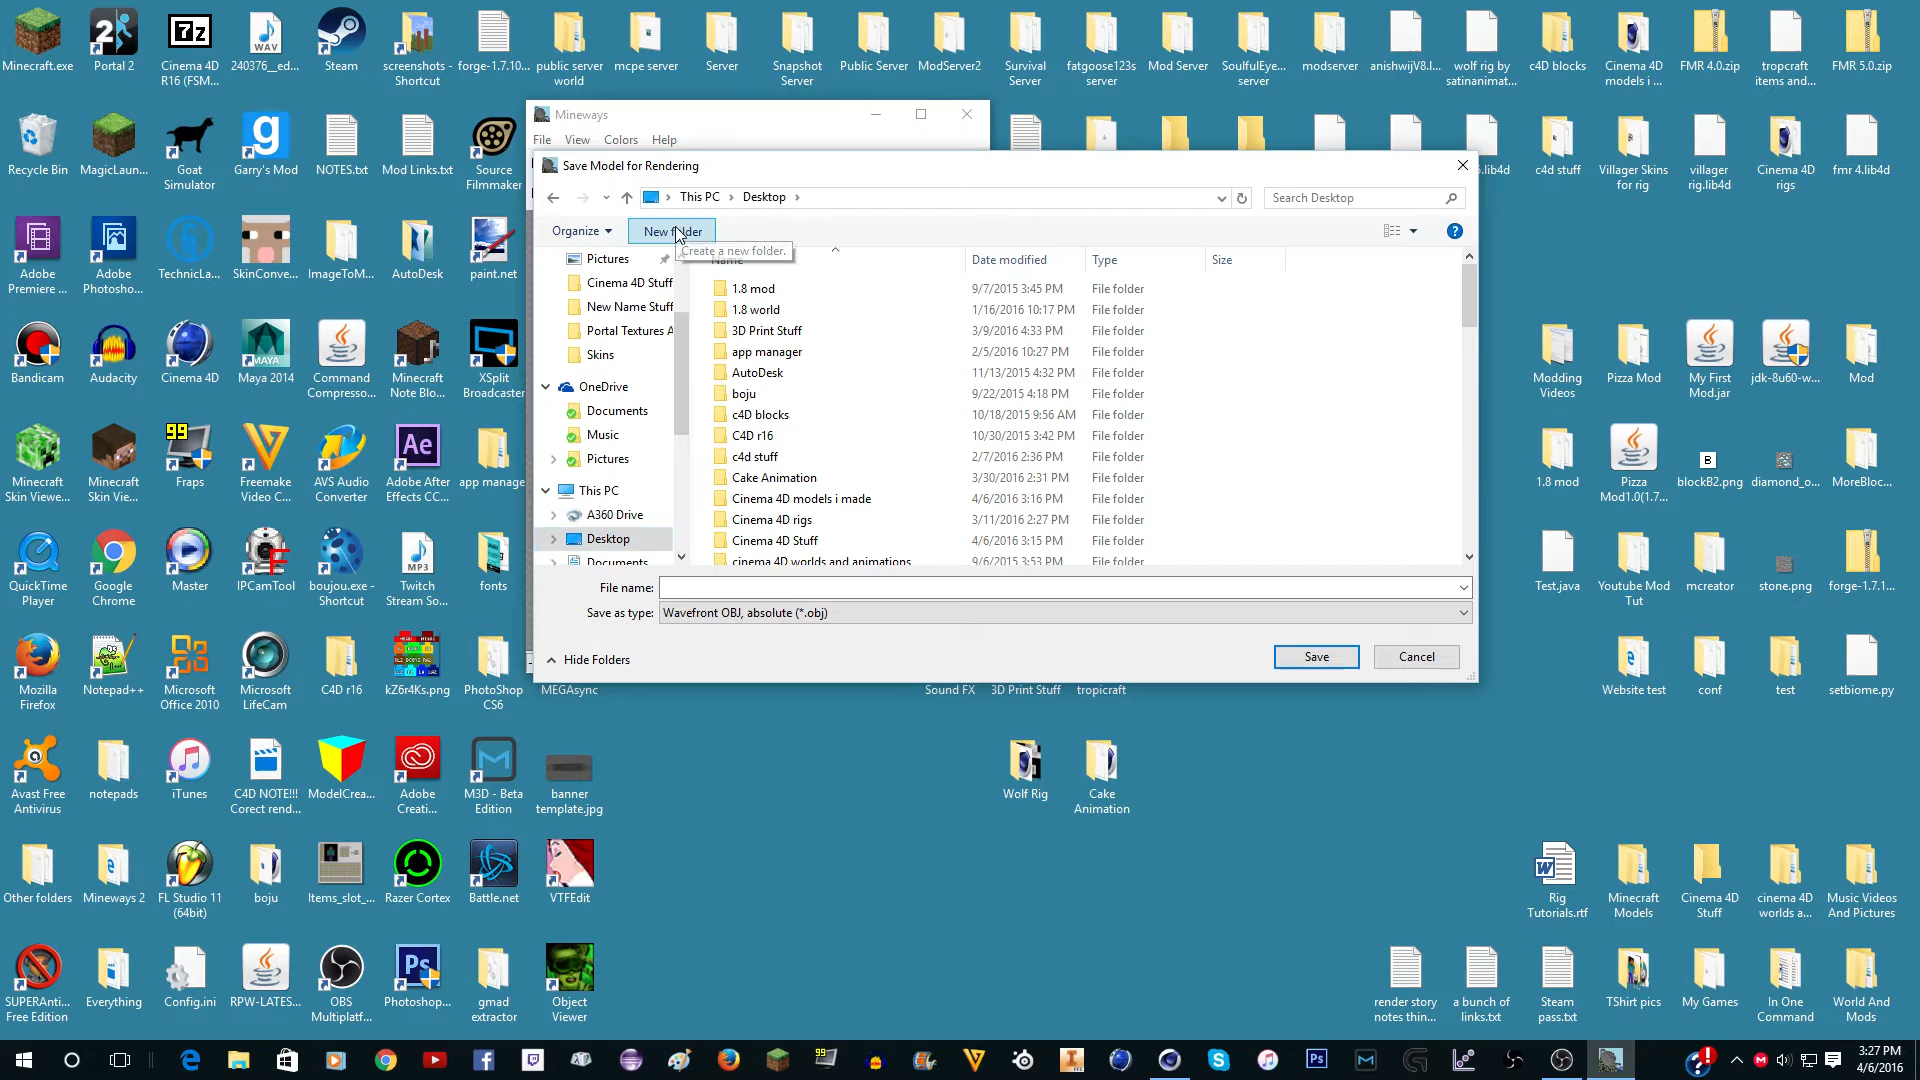 Minecraft.exe
Portal 2
Cinema 4D
R16 (FSM...
240376__ed...
Steam
screenshots -
Shortcut
forge-1.7.10...
public server
world
mcpe server
Server
Snapshot
Server
Public Server
ModServer2
Survival
Server
fatgoose123s
server
Mod Server
SoulfulEye...
server
modserver
anishwijV8.l...
wolf rig by
satinanimat...
c4D blocks
Cinema 4D
models i ...
FMR 4.0.zip
tropcraft
items and...
FMR 5.0.zip
Mineways
File View Colors Help
Save Model for Rendering
This PC > Desktop >
Search Desktop
Organize
New folder
Create a new folder.
Name
Date modified
Type
Size
Pictures
Cinema 4D Stuff
New Name Stuff
Portal Textures A
Skins
OneDrive
Documents
Music
Pictures
This PC
A360 Drive
Desktop
Documents
1.8 mod 9/7/2015 3:45 PM File folder
1.8 world 1/16/2016 10:17 PM File folder
3D Print Stuff 3/9/2016 4:33 PM File folder
app manager 2/5/2016 10:27 PM File folder
AutoDesk 11/13/2015 4:32 PM File folder
boju 9/22/2015 4:18 PM File folder
c4D blocks 10/18/2015 9:56 AM File folder
C4D r16 10/30/2015 3:42 PM File folder
c4d stuff 2/7/2016 2:36 PM File folder
Cake Animation 3/30/2016 2:31 PM File folder
Cinema 4D models i made 4/6/2016 3:16 PM File folder
Cinema 4D rigs 3/11/2016 2:27 PM File folder
Cinema 4D Stuff 4/6/2016 3:15 PM File folder
cinema 4D worlds and animations 9/6/2015 3:53 PM File folder
File name:
Save as type: Wavefront OBJ, absolute (*.obj)
Hide Folders
Save
Cancel
Recycle Bin
MagicLaun...
Goat
Simulator
Garry's Mod
NOTES.txt
Mod Links.txt
Source
Filmmaker
5.lib4d
c4d stuff
Villager
Skins for rig
villager
rig.lib4d
Cinema 4D
rigs
fmr 4.lib4d
Adobe
Premiere ...
Adobe
Photosho...
TechnicLa...
SkinConve...
ImageToM...
AutoDesk
paint.net
Bandicam
Audacity
Cinema 4D
Maya 2014
Command
Compresso...
Minecraft
Note Blo...
XSplit
Broadcaster
Modding
Videos
Pizza Mod
My First
Mod.jar
jdk-8u60-w...
Mod
Minecraft
Skin Viewe...
Minecraft
Skin Vie...
Fraps
Freemake
Video C...
AVS Audio
Converter
Adobe After
Effects CC...
app manager
1.8 mod
Pizza
Mod1.0(1.7...
blockB2.png
diamond_o...
MoreBloc...
QuickTime
Player
Google
Chrome
Master
IPCamTool
boujou.exe -
Shortcut
Twitch
Stream So...
fonts
Test.java
Youtube Mod
Tut
mcreator
stone.png
forge-1.7.1...
Mozilla
Firefox
Notepad++
Microsoft
Office 2010
Microsoft
LifeCam
C4D r16
kZ6r4Ks.png
PhotoShop
CS6
MEGAsync
Sound FX
3D Print Stuff
tropicraft
Website test
conf
test
setbiome.py
Avast Free
Antivirus
notepads
iTunes
C4D NOTE!!!
Corect rend...
ModelCrea...
Adobe
Creati...
M3D - Beta
Edition
banner
template.jpg
Wolf Rig
Cake
Animation
Other folders
Mineways 2
FL Studio 11
(64bit)
boju
Items_slot_...
Razer Cortex
Battle.net
VTFEdit
Rig
Tutorials.rtf
Minecraft
Models
Cinema 4D
Stuff
cinema 4D
worlds a...
Music Videos
And Pictures
SUPERAnti...
Free Edition
Everything
Config.ini
RPW-LATES...
OBS
Multiplatf...
Photoshop...
gmad
extractor
Object
Viewer
render story
notes thin...
a bunch of
links.txt
Steam
pass.txt
TShirt pics
My Games
In One
Command
World And
Mods
3:27 PM
4/6/2016